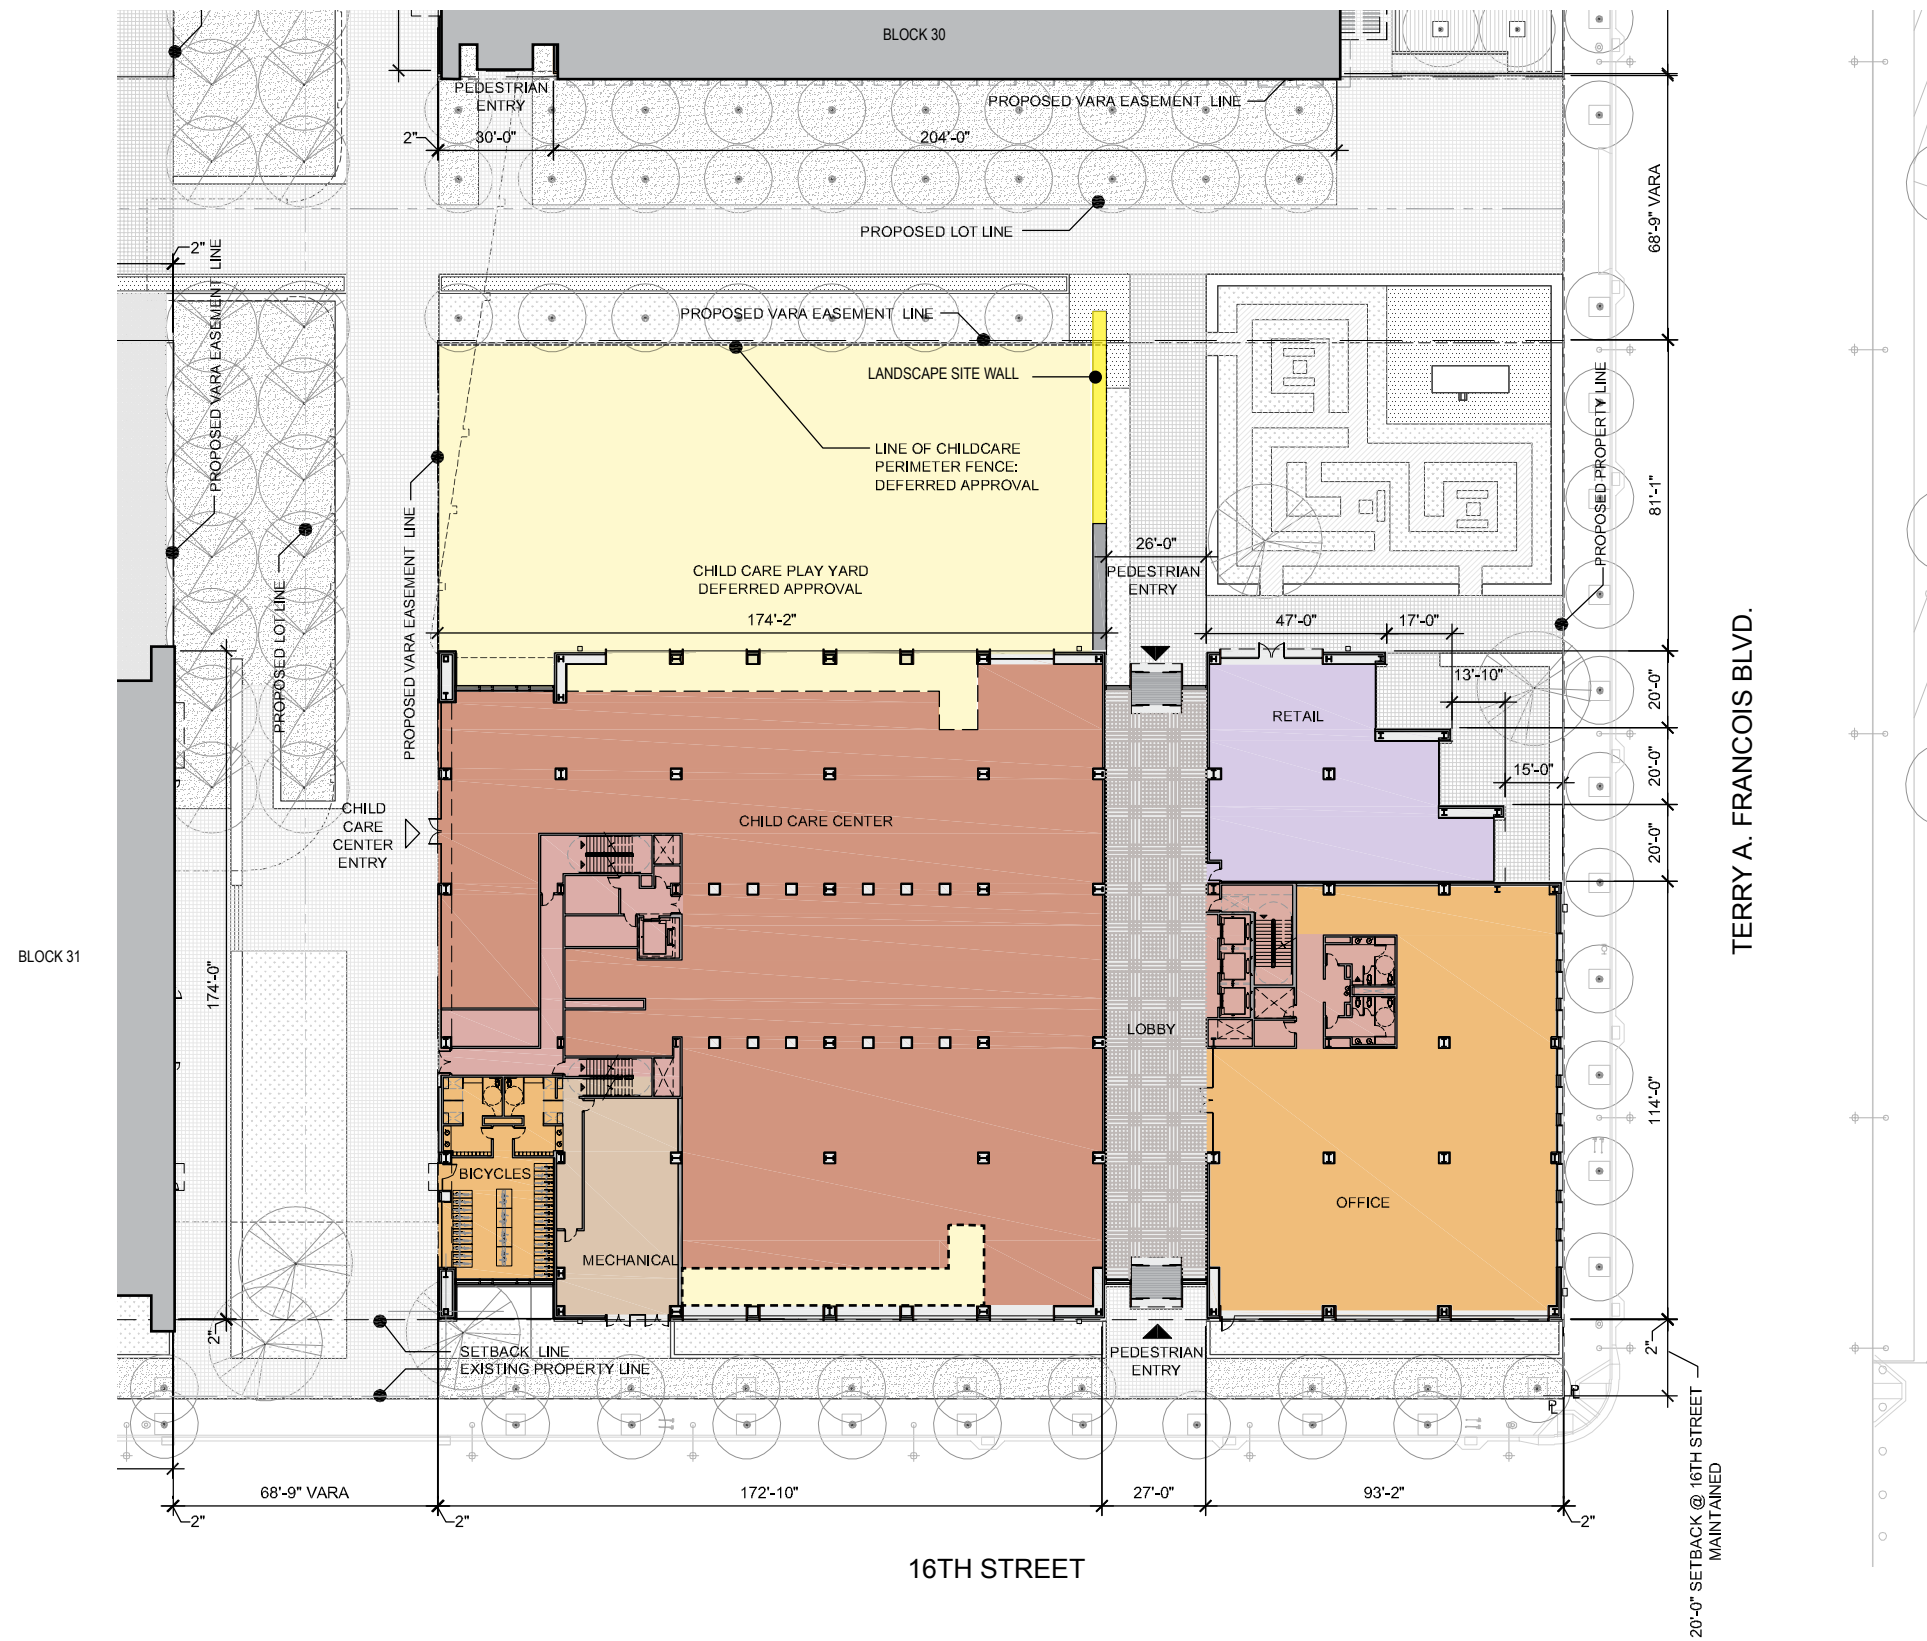 BLOCK 30
PEDESTRIAN
ENTRY
PROPOSED VARA EASEMENT LINE
2"
30'-0"
204'-0"
68'-9" VARA
PROPOSED LOT LINE
2"
PROPOSED VARA EASEMENT LINE
PROPOSED VARA EASEMENT LINE
LANDSCAPE SITE WALL
LINE OF CHILDCARE
PERIMETER FENCE:
DEFERRED APPROVAL
PROPOSED PROPERTY LINE
81'-1"
PROPOSED VARA EASEMENT LINE
PROPOSED LOT LINE
26'-0"
PEDESTRIAN
ENTRY
CHILD CARE PLAY YARD
DEFERRED APPROVAL
174'-2"
47'-0"
17'-0"
13'-10"
20'-0"
RETAIL
15'-0"
20'-0"
20'-0"
TERRY A. FRANCOIS BLVD.
CHILD
CARE
CENTER
ENTRY
CHILD CARE CENTER
BLOCK 31
174'-0"
LOBBY
114'-0"
BICYCLES
OFFICE
MECHANICAL
2"
SETBACK LINE
EXISTING PROPERTY LINE
PEDESTRIAN
ENTRY
2"
PL
PL
20'-0" SETBACK @ 16TH STREET
MAINTAINED
68'-9" VARA
172'-10"
27'-0"
93'-2"
2"
2"
2"
16TH STREET